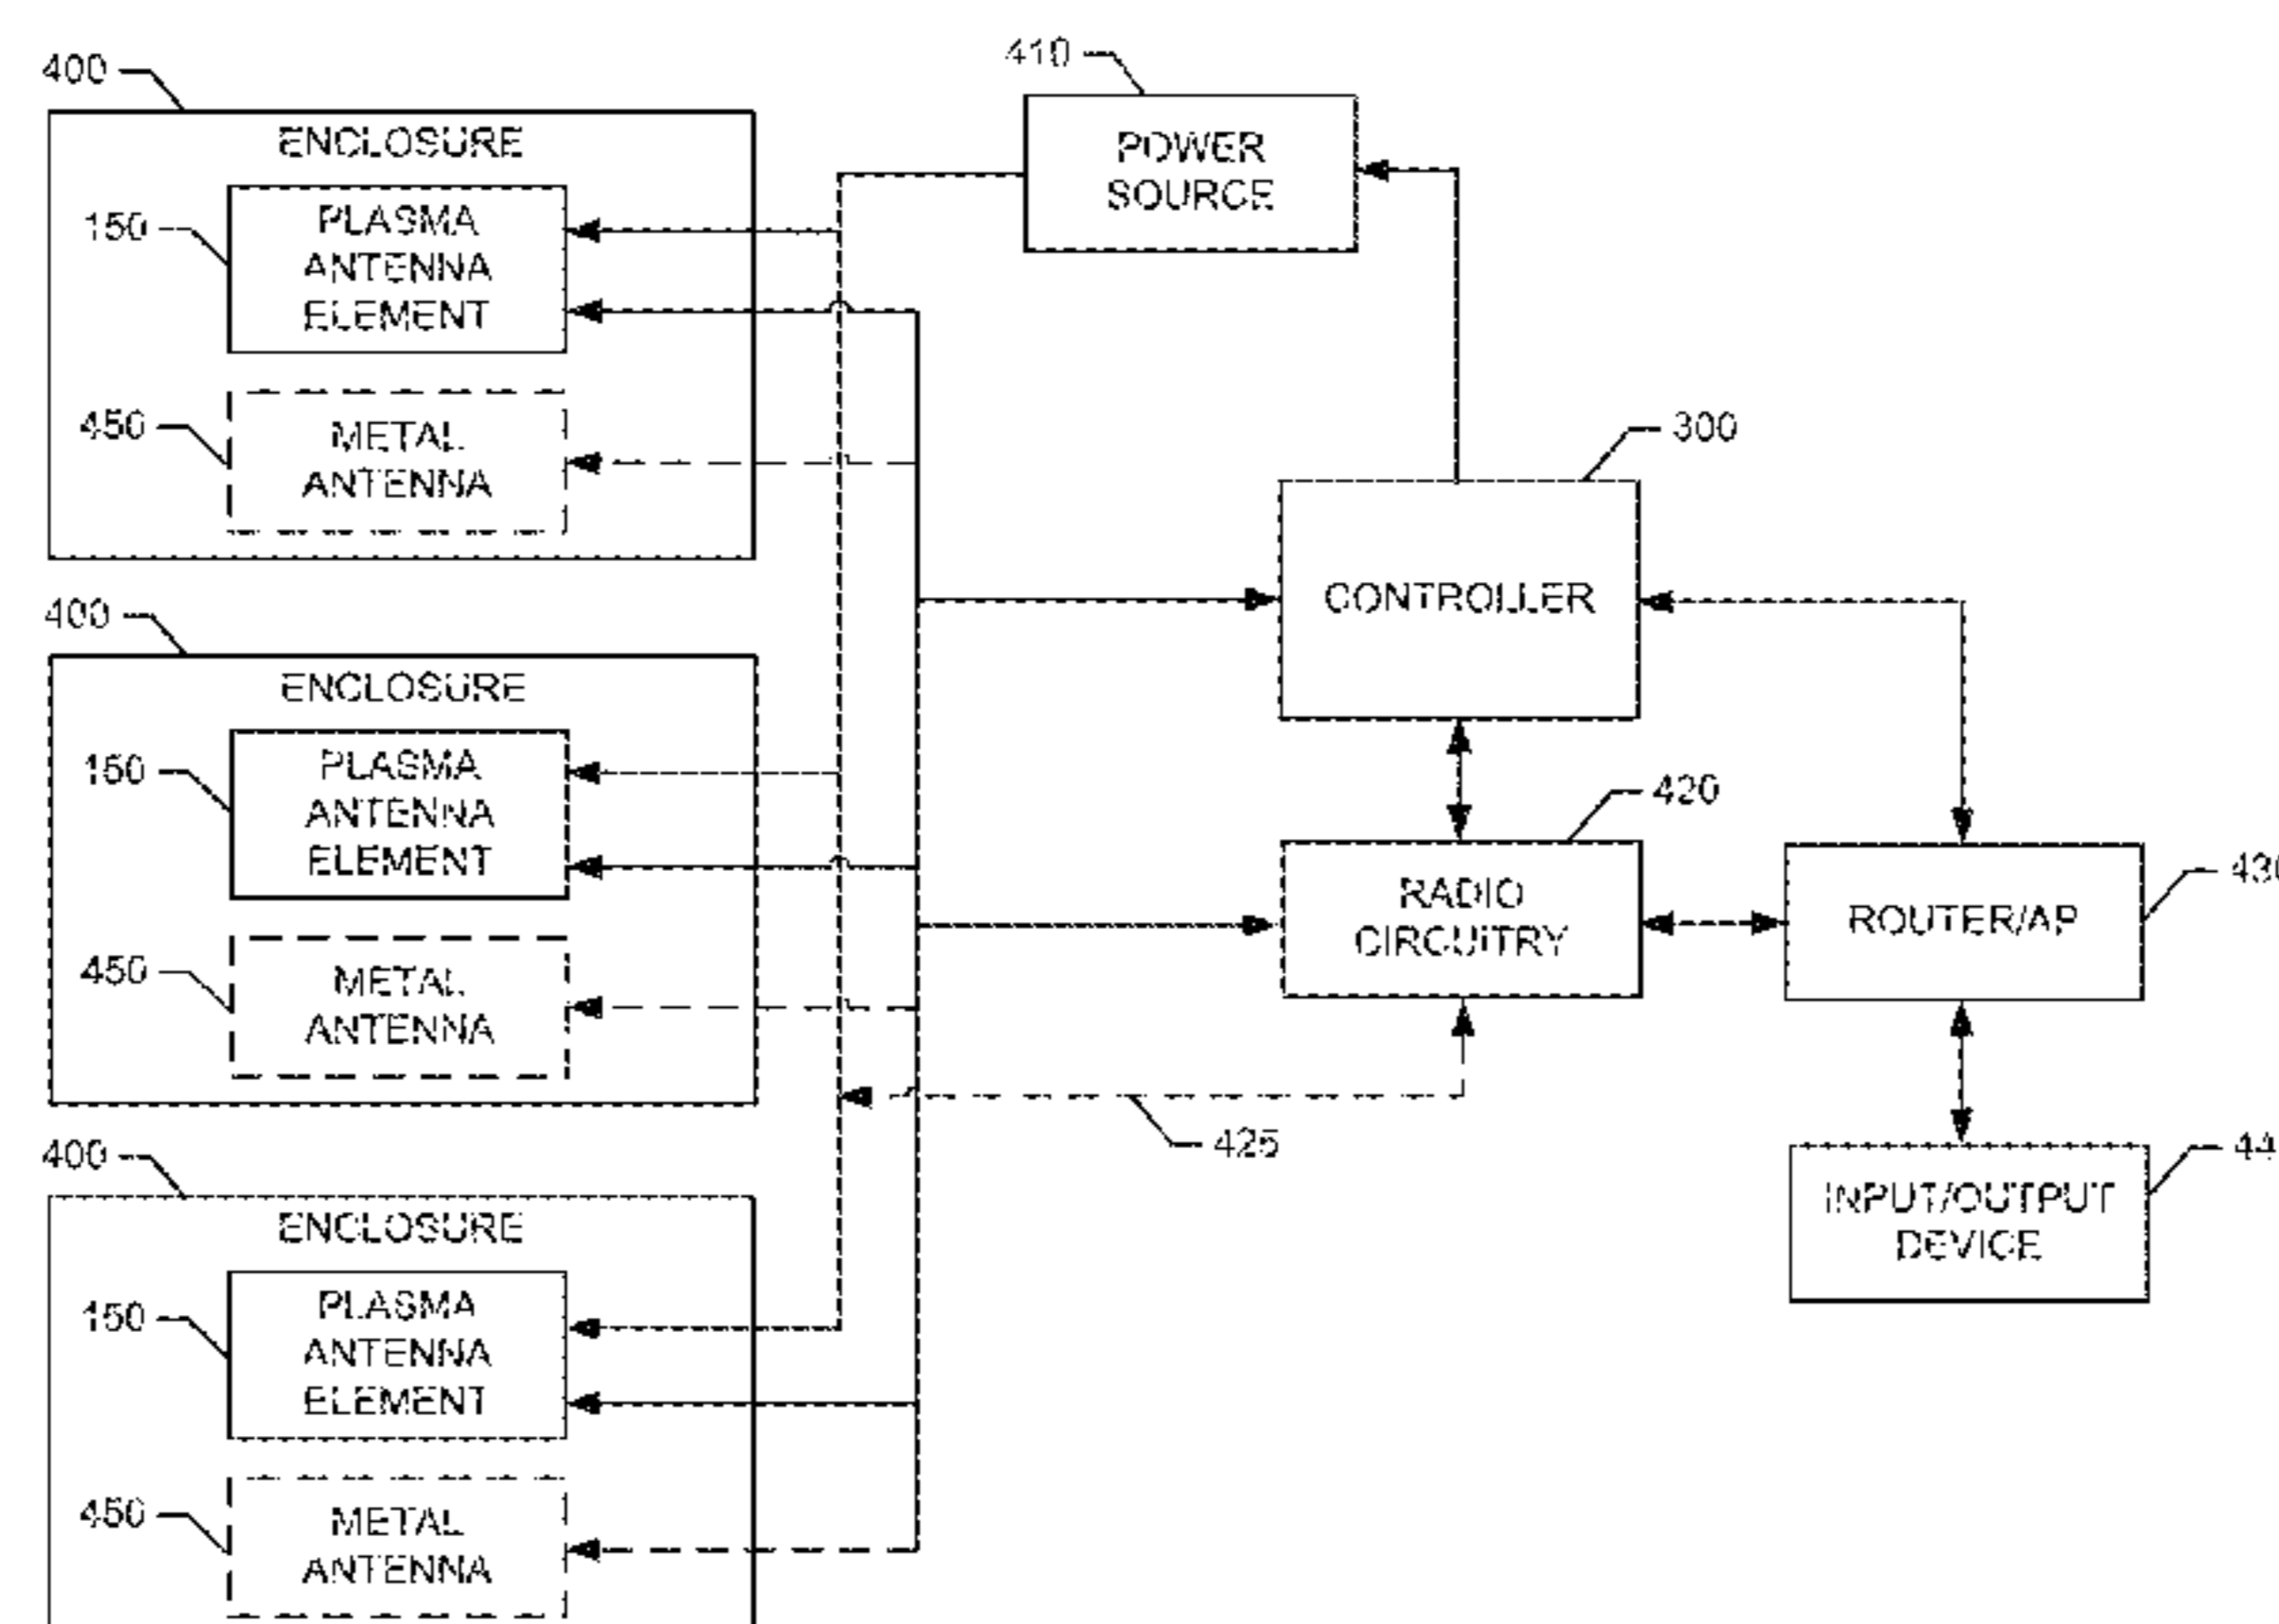 400
ENCLOSURE
150
PLASMA
ANTENNA
ELEMENT
450
METAL
ANTENNA
410
POWER
SOURCE
300
CONTROLLER
400
ENCLOSURE
150
PLASMA
ANTENNA
ELEMENT
450
METAL
ANTENNA
420
RADIO
CIRCUITRY
ROUTER/AP
425
INPUT/OUTPUT
DEVICE
400
ENCLOSURE
150
PLASMA
ANTENNA
ELEMENT
450
METAL
ANTENNA